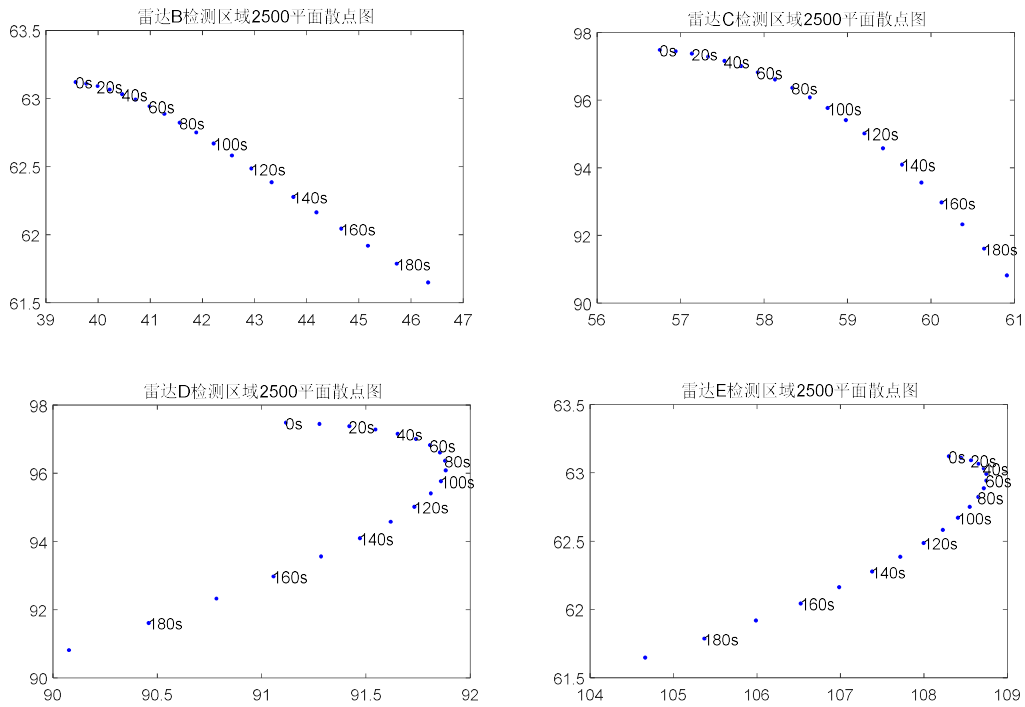 雷达B检测区域2500平面散点图
63.5
63
62.5
62
61.5
0s
20s
40s
60s
80s
100s
120s
140s
160s
180s
39 40 41 42 43 44 45 46 47
雷达C检测区域2500平面散点图
98
96
94
92
90
0s
20s
40s
60s
80s
100s
120s
140s
160s
180s
56 57 58 59 60 61
雷达D检测区域2500平面散点图
98
96
94
92
90
0s
20s
40s
60s
80s
100s
120s
140s
160s
180s
90 90.5 91 91.5 92
雷达E检测区域2500平面散点图
63.5
63
62.5
62
61.5
0s
20s
40s
60s
80s
100s
120s
140s
160s
180s
104 105 106 107 108 109